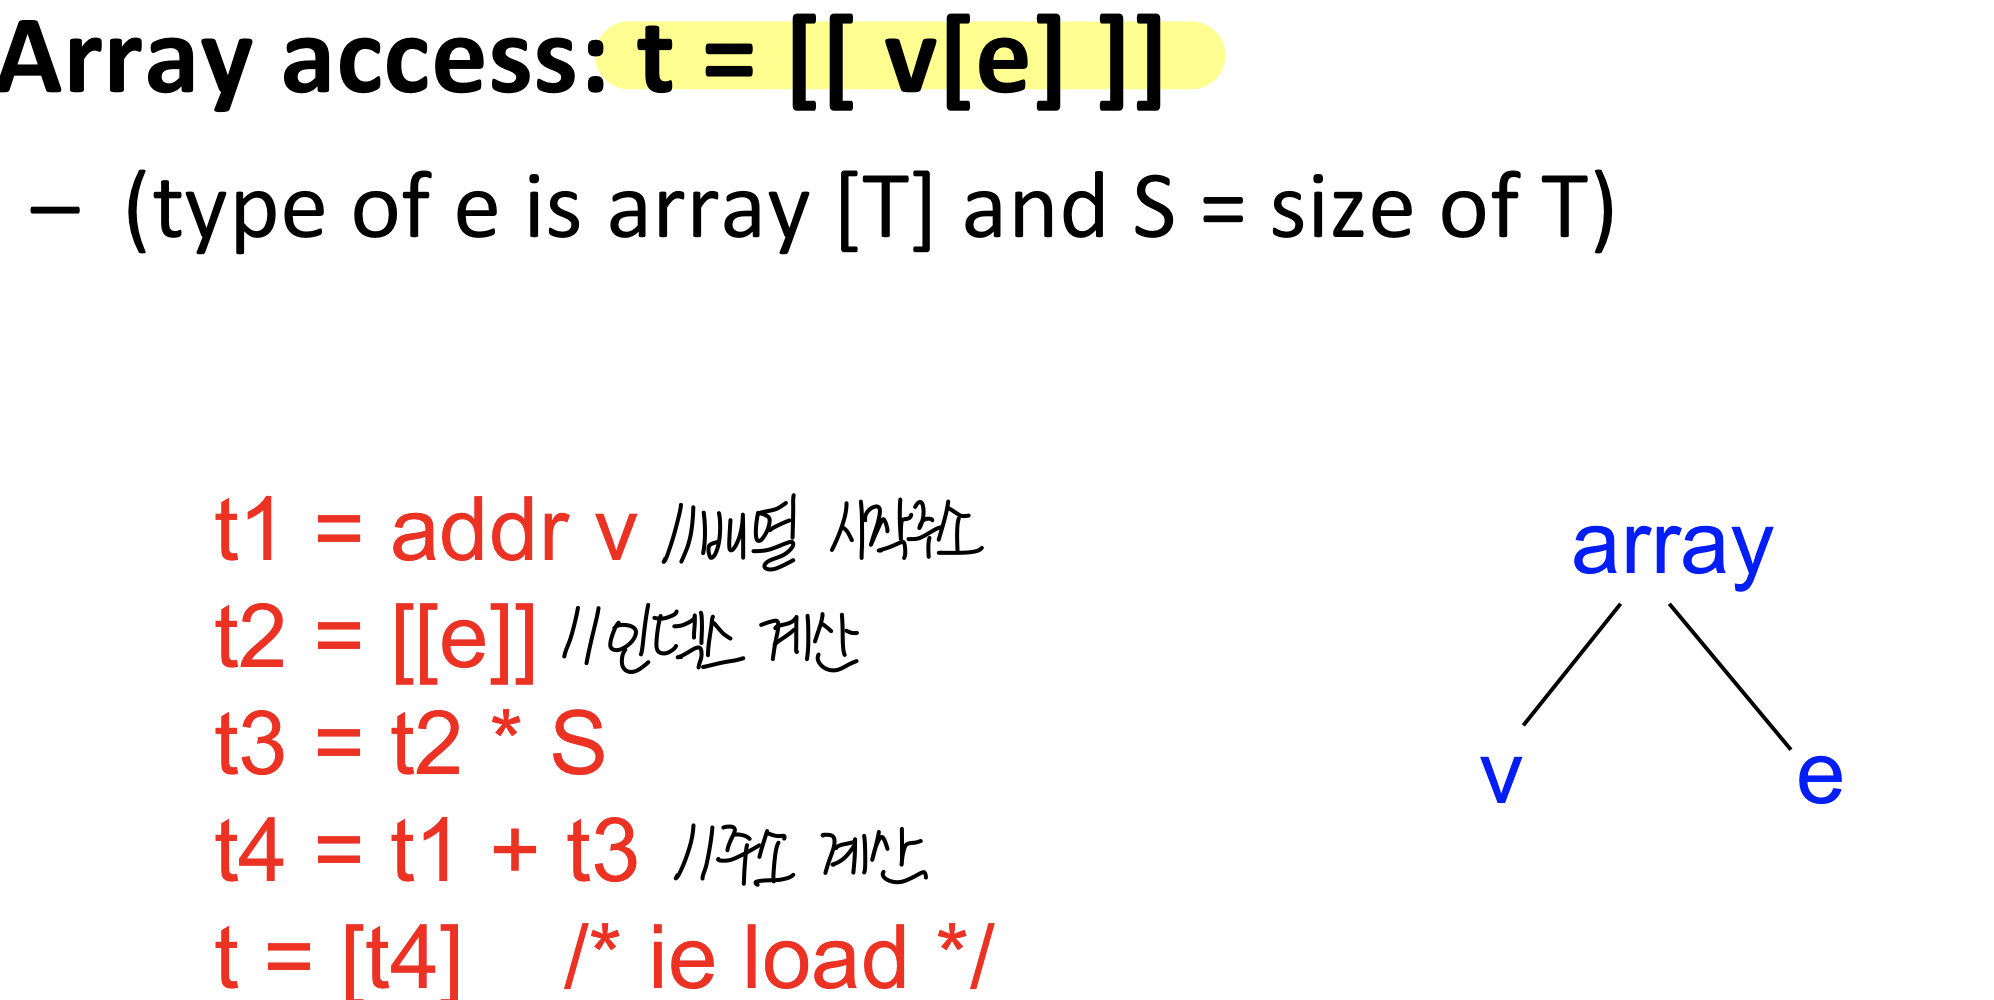 Array access: t = [[ v[e] ]]
– (type of e is array [T] and S = size of T)
t1 = addr v //배열 시작주소
t2 = [[e]] //인덱스 계산
t3 = t2 * S
t4 = t1 + t3 //주소 계산
t = [t4] /* ie load */
array
v e